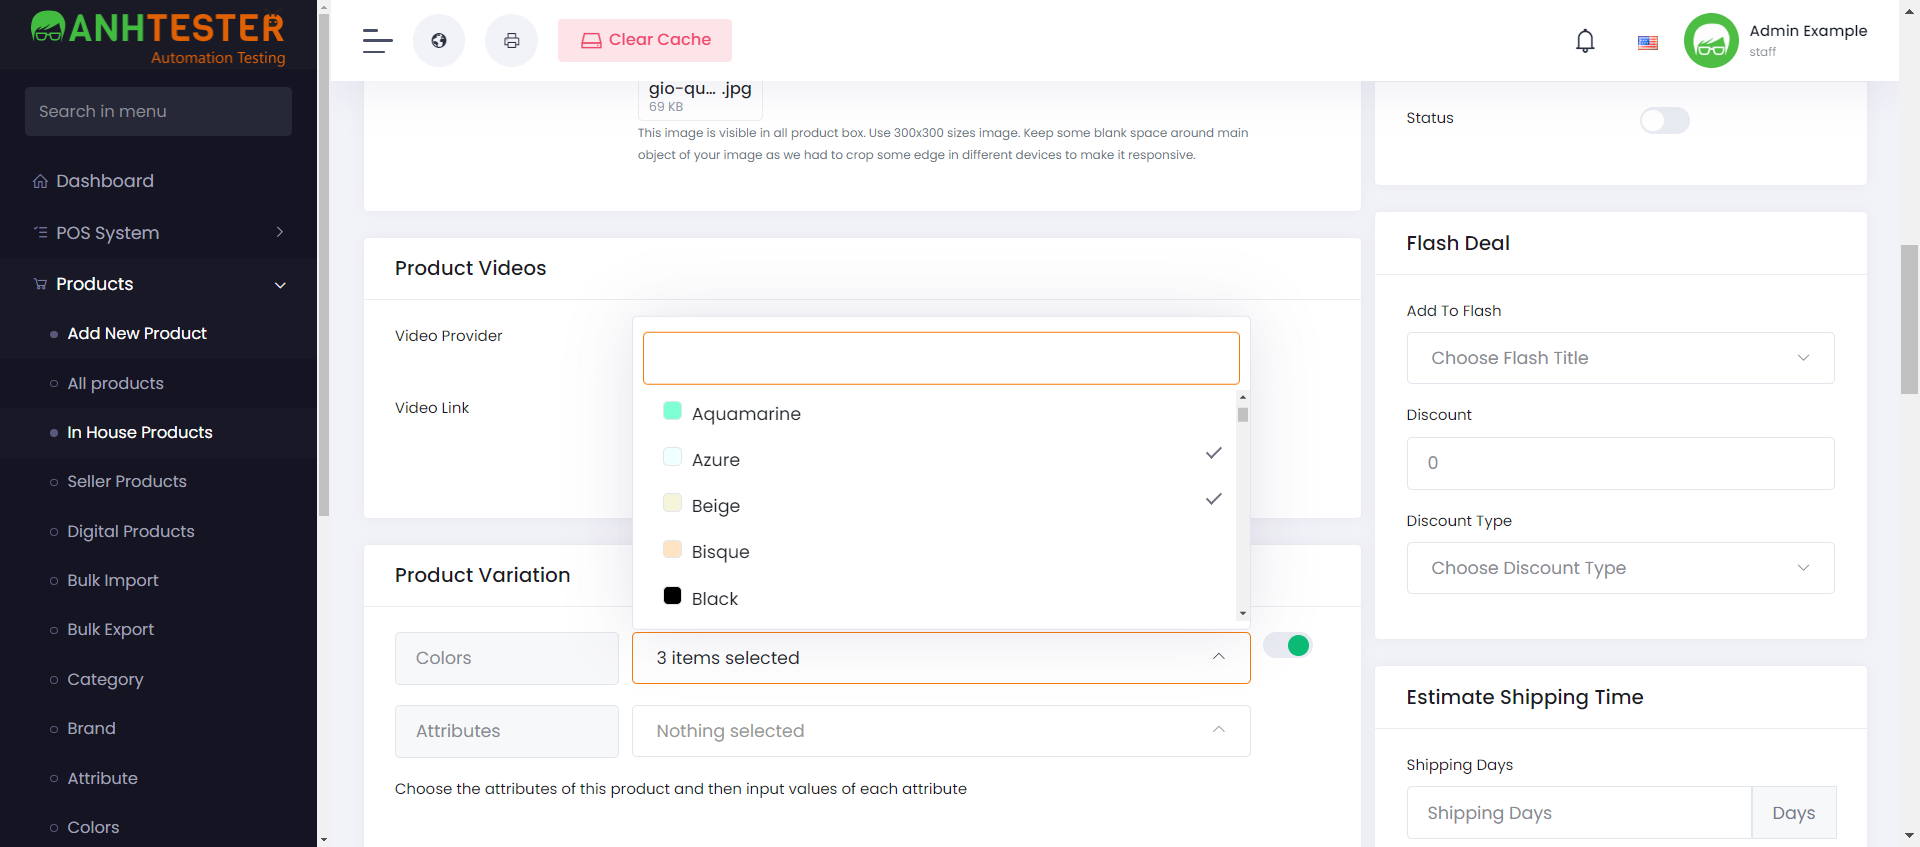 ANHTESTER
Automation Testing
Search in menu
Dashboard
POS System
Products
Add New Product
All products
In House Products
Seller Products
Digital Products
Bulk Import
Bulk Export
Category
Brand
Attribute
Colors
Clear Cache
Admin Example
staff
gio-qu... .jpg
69 KB
This image is visible in all product box. Use 300x300 sizes image. Keep some blank space around main
object of your image as we had to crop some edge in different devices to make it responsive.
Product Videos
Video Provider
Video Link
Aquamarine
Azure
Beige
Bisque
Black
Product Variation
Colors
3 items selected
Attributes
Nothing selected
Choose the attributes of this product and then input values of each attribute
Status
Flash Deal
Add To Flash
Choose Flash Title
Discount
0
Discount Type
Choose Discount Type
Estimate Shipping Time
Shipping Days
Shipping Days
Days